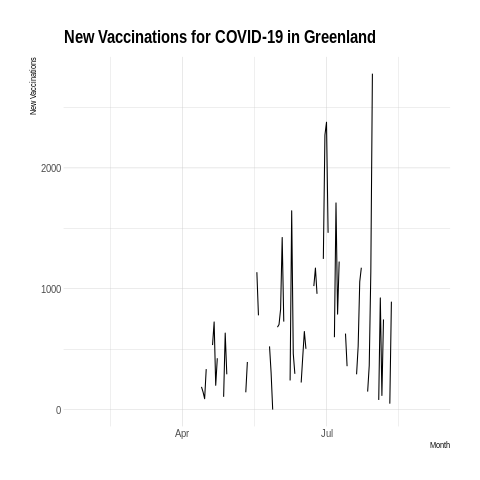 New Vaccinations for COVID-19 in Greenland
New Vaccinations
2000
1000
0
Apr
Jul
Month